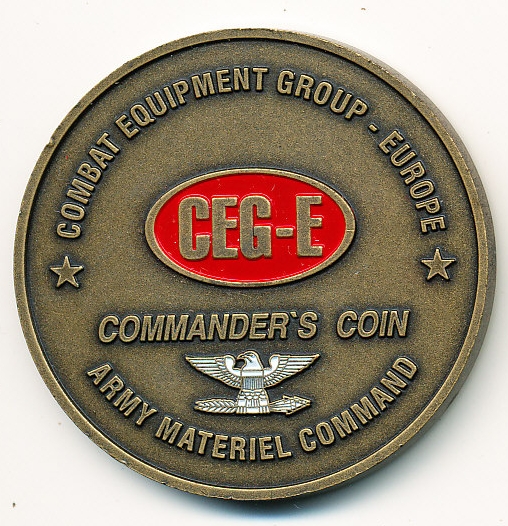 COMBAT EQUIPMENT GROUP - EUROPE
CEG-E
COMMANDER`S COIN
ARMY MATERIEL COMMAND